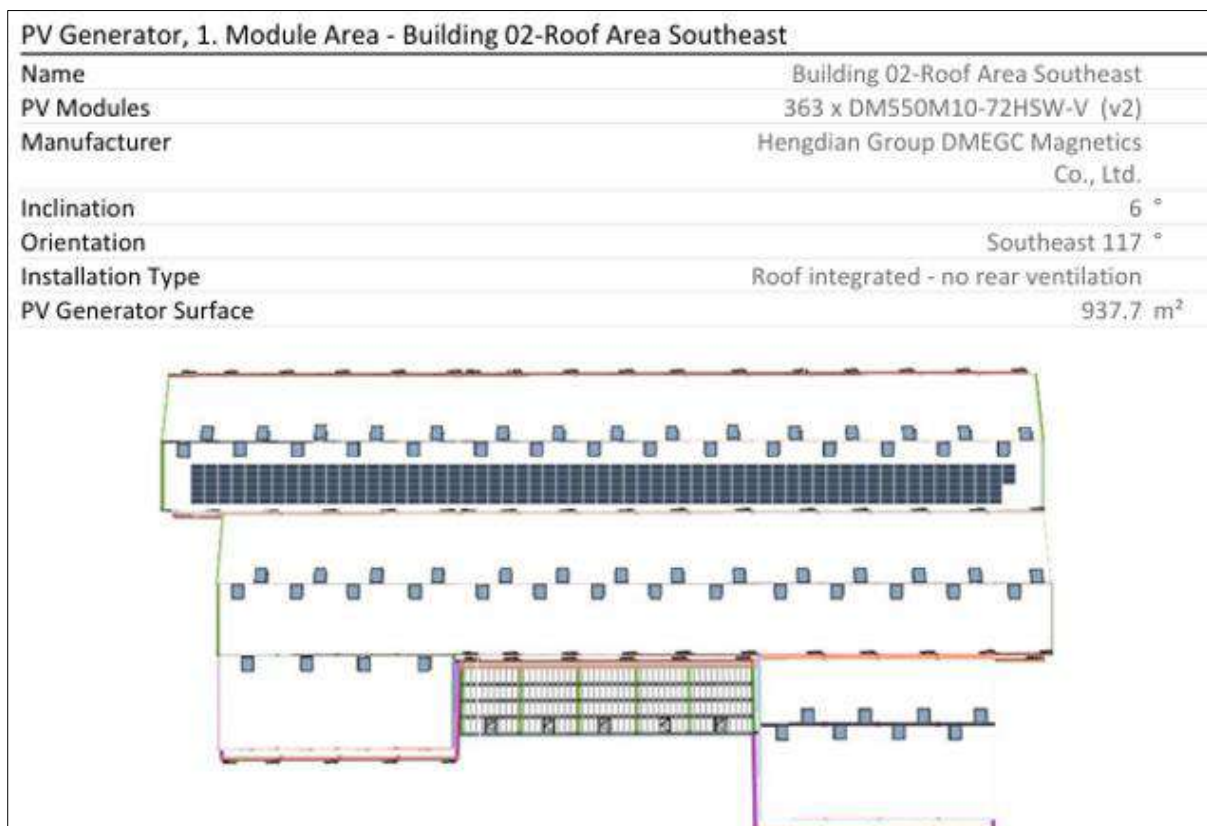 PV Generator, 1. Module Area - Building 02-Roof Area Southeast
Name Building 02-Roof Area Southeast
PV Modules 363 x DM550M10-72HSW-V (v2)
Manufacturer Hengdian Group DMEGC Magnetics
Co., Ltd.
Inclination 6 °
Orientation Southeast 117 °
Installation Type Roof integrated - no rear ventilation
PV Generator Surface 937.7 m²